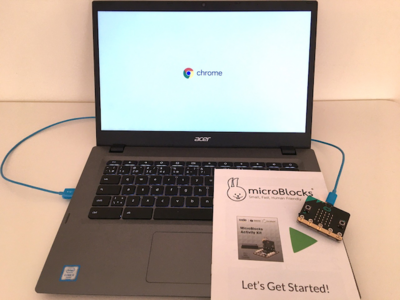 chrome
acer
microBlocks
Small, Fast, Human Friendly
MicroBlocks
Activity Kit
Let's Get Started!